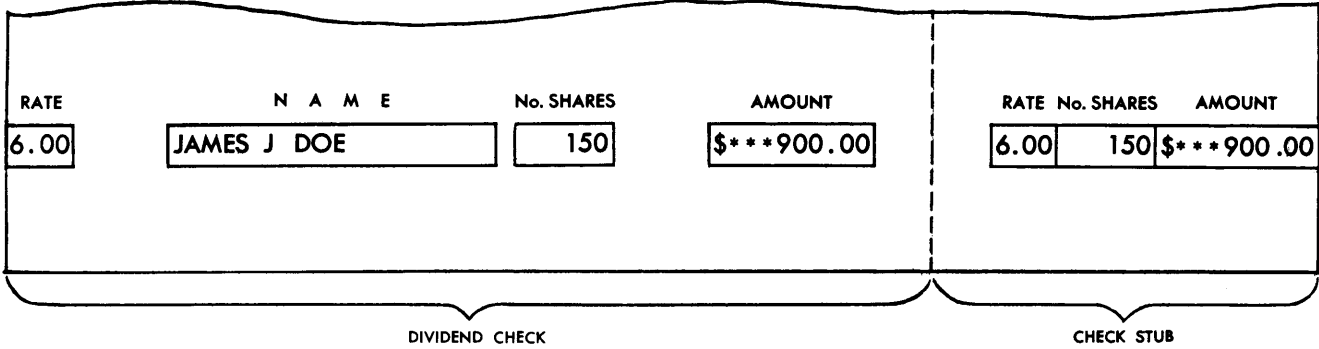 RATE N A M E No. SHARES AMOUNT RATE No. SHARES AMOUNT
6.00 JAMES J DOE 150 $***900.00 6.00 150 $***900.00
DIVIDEND CHECK CHECK STUB